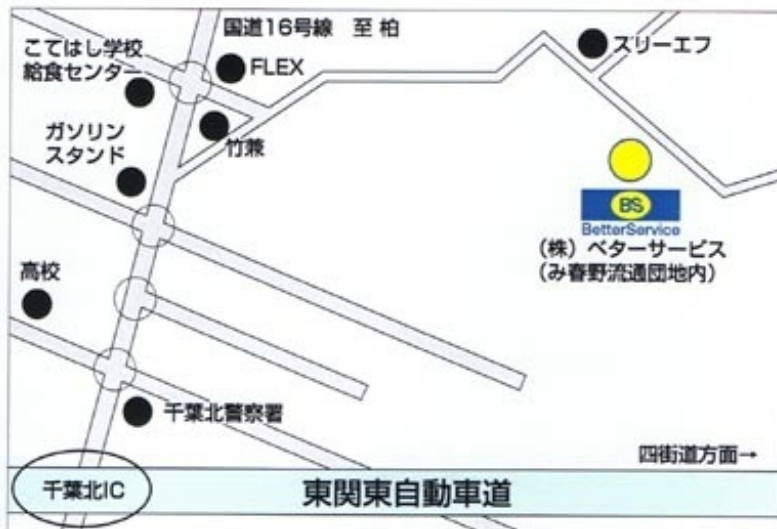 国道16号線 至 柏
こてはし学校
給食センター
FLEX
スリーエフ
竹兼
ガソリン
スタンド
BS
BetterService
(株)ベターサービス
(み春野流通団地内)
高校
千葉北警察署
四街道方面→
千葉北IC
東関東自動車道